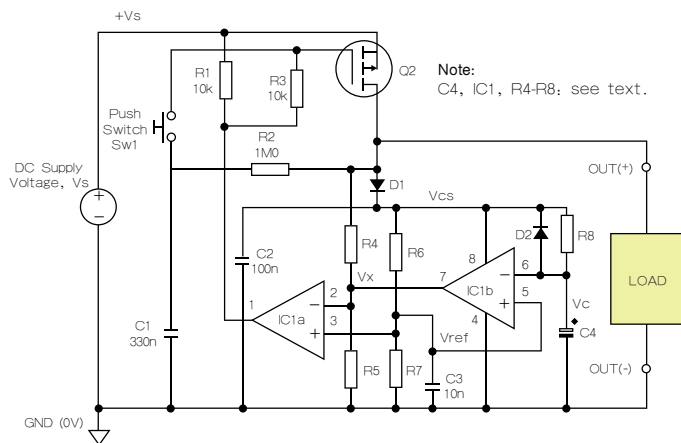 +Vs
R1
10k
R3
10k
Q2
Note:
C4, IC1, R4-R8: see text.
Push
Switch
Sw1
R2
1M0
DC Supply
Voltage, Vs
+
−
D1
OUT(+)
Vcs
C2
100n
R4
R6
D2
R8
8
7
6
5
4
−
+
IC1b
Vx
LOAD
1
2
3
−
+
IC1a
Vc
C4
C1
330n
Vref
R5
R7
C3
10n
OUT(-)
GND (0V)